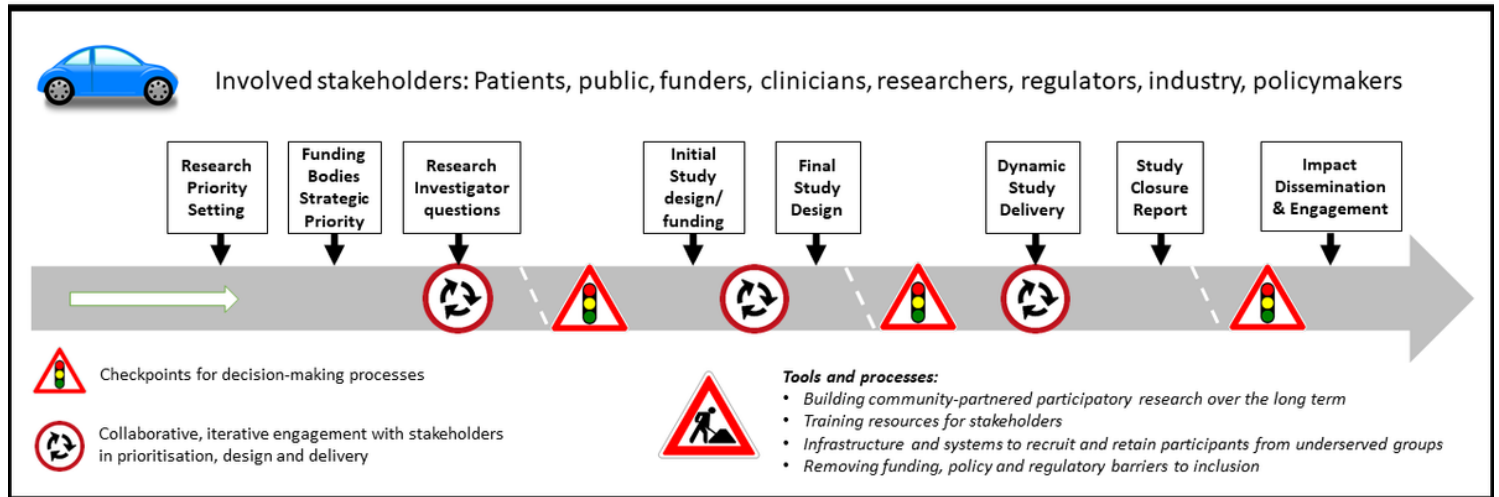 Involved stakeholders: Patients, public, funders, clinicians, researchers, regulators, industry, policymakers
Research
Priority
Setting
Funding
Bodies
Strategic
Priority
Research
Investigator
questions
Initial
Study
design/
funding
Final
Study
Design
Dynamic
Study
Delivery
Study
Closure
Report
Impact
Dissemination
& Engagement
Checkpoints for decision-making processes
Collaborative, iterative engagement with stakeholders
in prioritisation, design and delivery
Tools and processes:
• Building community-partnered participatory research over the long term
• Training resources for stakeholders
• Infrastructure and systems to recruit and retain participants from underserved groups
• Removing funding, policy and regulatory barriers to inclusion